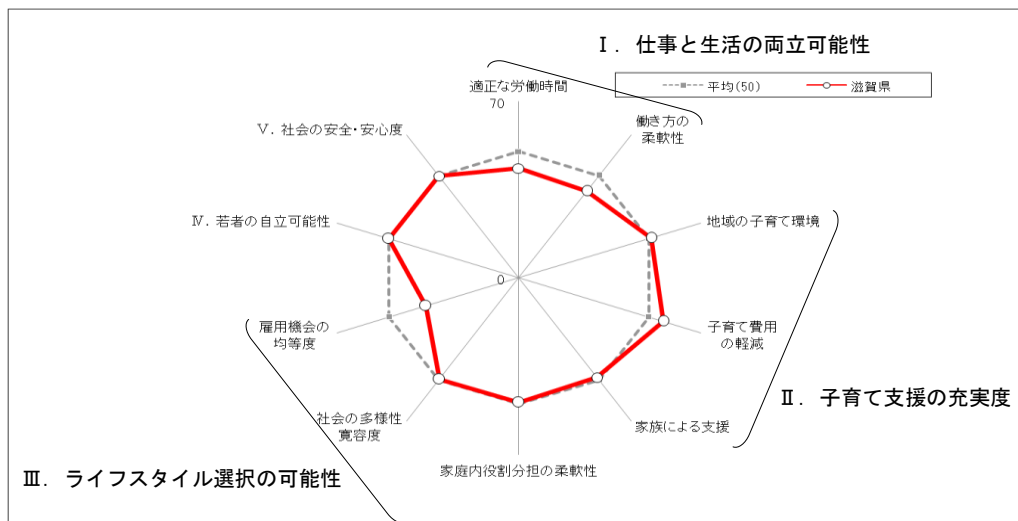 Ⅰ．仕事と生活の両立可能性
平均(50)
滋賀県
適正な労働時間
70
働き方の
柔軟性
Ⅴ．社会の安全・安心度
Ⅳ．若者の自立可能性
地域の子育て環境
0
雇用機会の
均等度
子育て費用
の軽減
Ⅱ．子育て支援の充実度
社会の多様性
寛容度
家族による支援
家庭内役割分担の柔軟性
Ⅲ．ライフスタイル選択の可能性